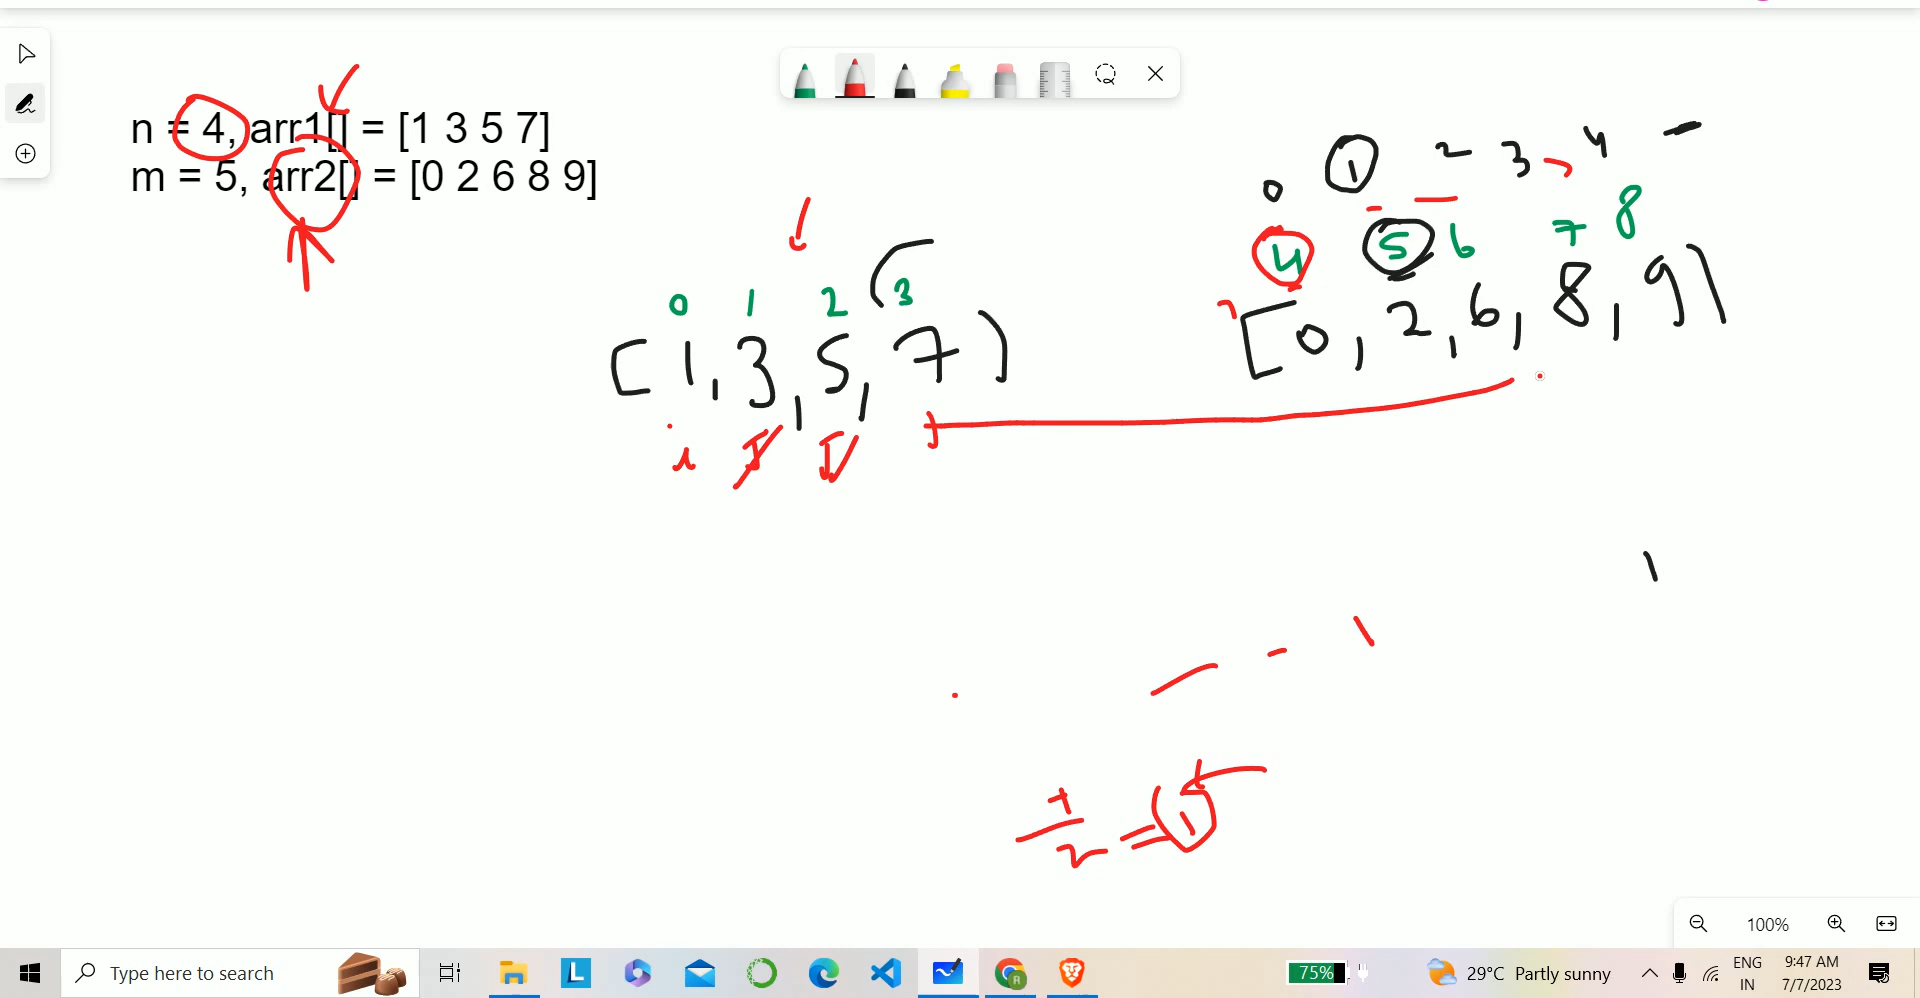 n = 4, arr1[] = [1 3 5 7]
m = 5, arr2[] = [0 2 6 8 9]
0 1 2 3 4
4 5 6 7 8
[0, 2, 6, 8, 9]
0 1 2 3
[1, 3, 5, 7]
i I I
2 = 1
100%
Type here to search
75%
29°C Partly sunny
ENG
IN
9:47 AM
7/7/2023